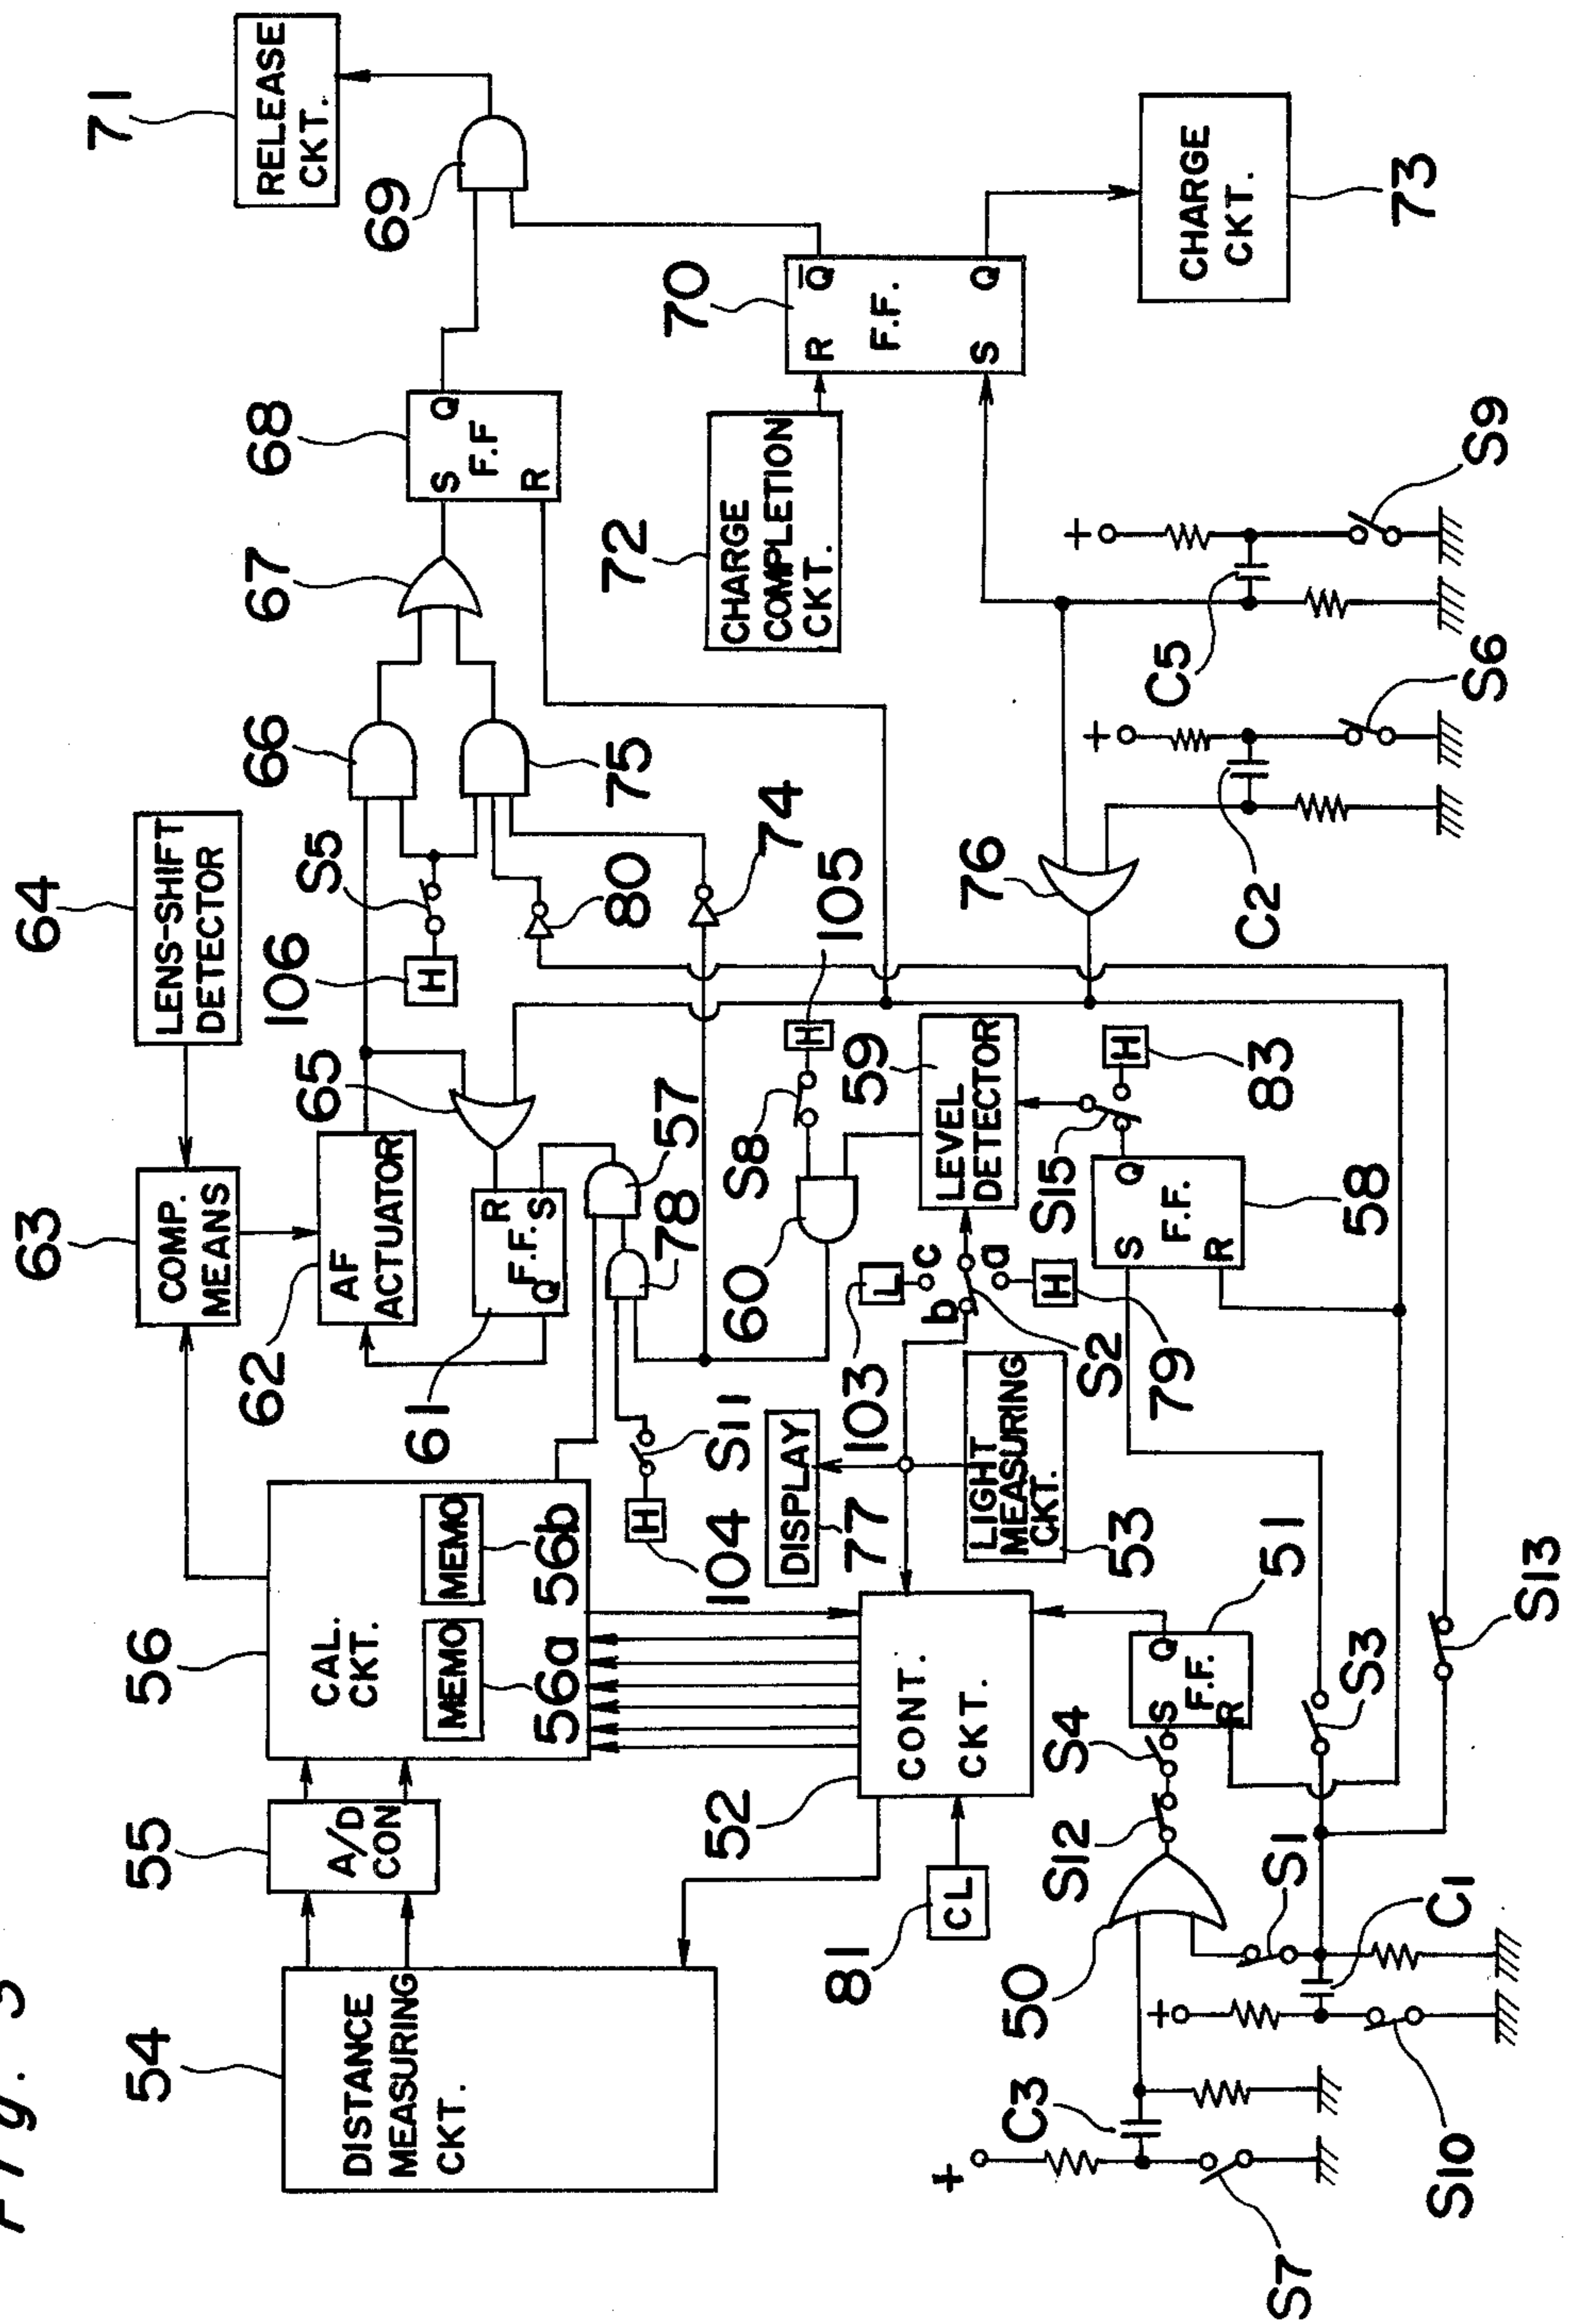 Fig. 5
54
DISTANCE
MEASURING
CKT.
55
A/D
CON
56
CAL.
CKT.
MEMO
56a
MEMO
56b
63
COMP.
MEANS
64
LENS-SHIFT
DETECTOR
62
AF
ACTUATOR
61
R
F.F.
S
Q
65
106
H
S5
66
75
67
68
S
F.F
R
Q
69
71
RELEASE
CKT.
104
H
S11
78
57
80
74
72
CHARGE
COMPLETION
CKT.
70
R
Q
F.F.
S
Q
CHARGE
CKT.
73
52
CONT.
CKT.
81
CL
DISPLAY
77
LIGHT
MEASURING
CKT.
53
103
L
c
b
a
S2
H
79
60
S8
H
105
59
LEVEL
DETECTOR
S15
H
83
S
Q
F.F.
R
58
76
C2
S6
+
C5
S9
+
50
S12
S4
S
Q
F.F.
R
51
S1
S3
S13
C3
+
S7
+
C1
S10